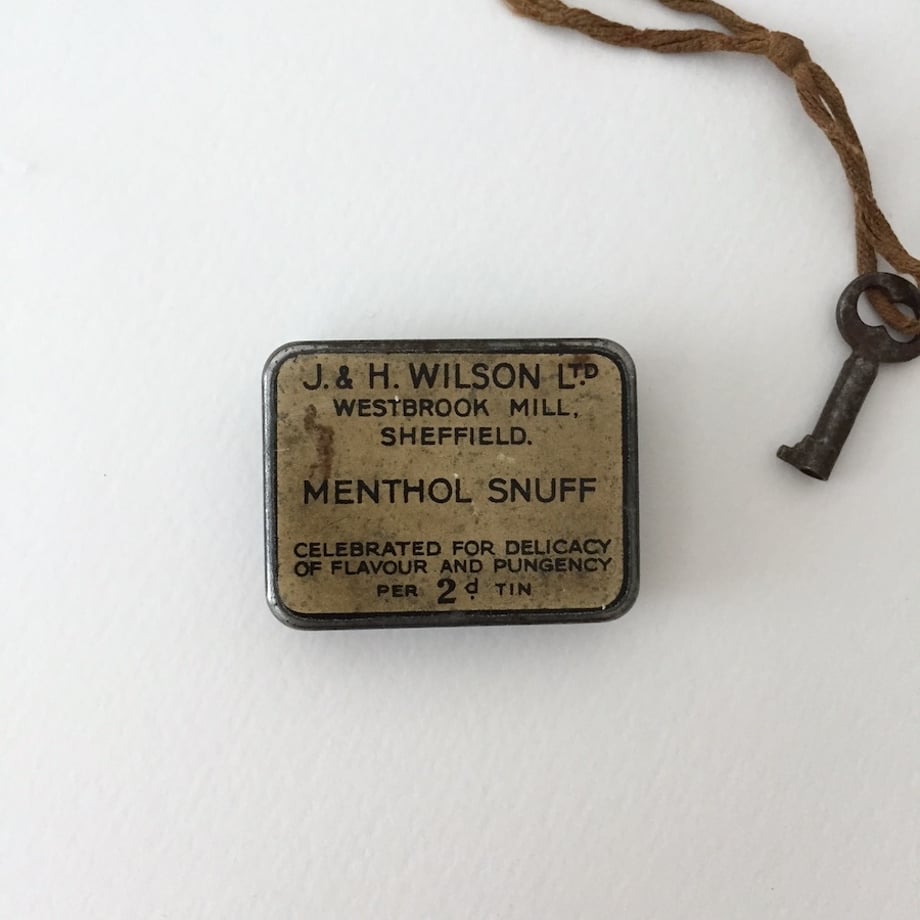 J. & H. WILSON LTD.
WESTBROOK MILL,
SHEFFIELD.
MENTHOL SNUFF
CELEBRATED FOR DELICACY
OF FLAVOUR AND PUNGENCY
PER 2d. TIN